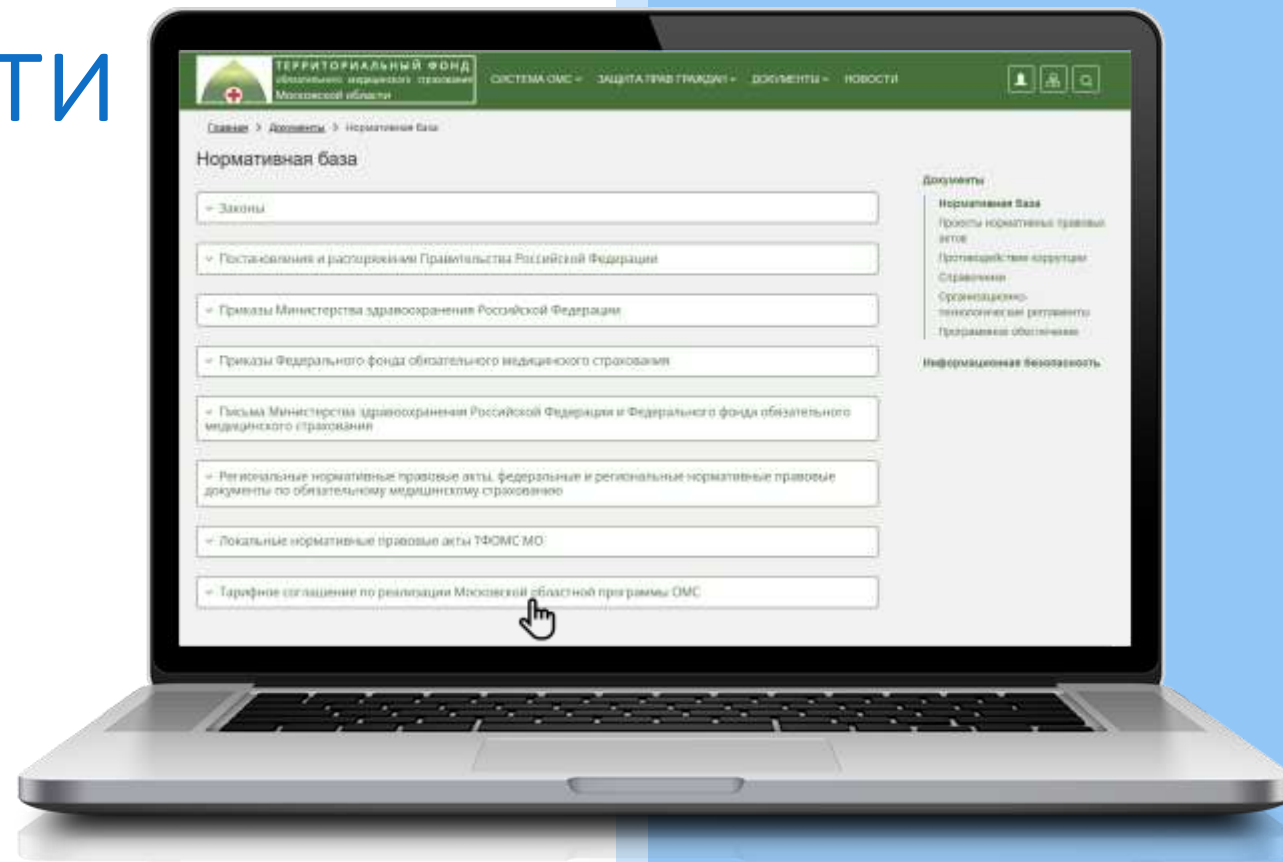 ТИ
ТЕРРИТОРИАЛЬНЫЙ ФОНД
обязательного медицинского страхования
Московской области
СИСТЕМА ОМС
ЗАЩИТА ПРАВ ГРАЖДАН
ДОКУМЕНТЫ
НОВОСТИ
Главная > Документы > Нормативная база
Нормативная база
Законы
Постановления и распоряжения Правительства Российской Федерации
Приказы Министерства здравоохранения Российской Федерации
Приказы Федерального фонда обязательного медицинского страхования
Письма Министерства здравоохранения Российской Федерации и Федерального фонда обязательного
медицинского страхования
Региональные нормативные правовые акты, федеральные и региональные нормативные правовые
документы по обязательному медицинскому страхованию
Локальные нормативные правовые акты ТФОМС МО
Тарифное соглашение по реализации Московской областной программы ОМС
Документы
Нормативная база
Проекты нормативных правовых
актов
Противодействие коррупции
Справочники
Организационно-
технологические регламенты
Программное обеспечение
Информационная безопасность